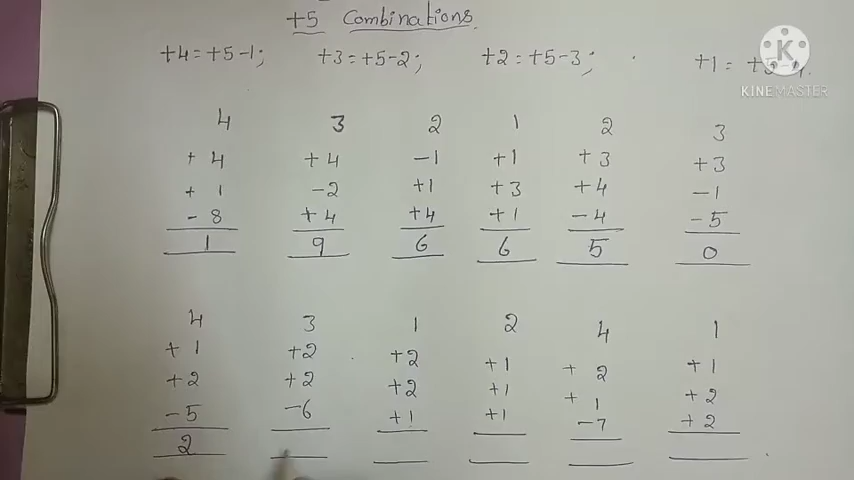 +5 Combinations
+4=+5-1; +3=+5-2; +2=+5-3; +1= +5-4.
KINEMASTER
4 3 2 1 2 3
+4 +4 -1 +1 +3 +3
+1 -2 +1 +3 +4 -1
-8 +4 +4 +1 -4 -5
1 9 6 6 5 0
4 3 1 2 4 1
+1 +2 +2 +1 +2 +1
+2 +2 +2 +1 +1 +2
-5 -6 +1 +1 -7 +2
2